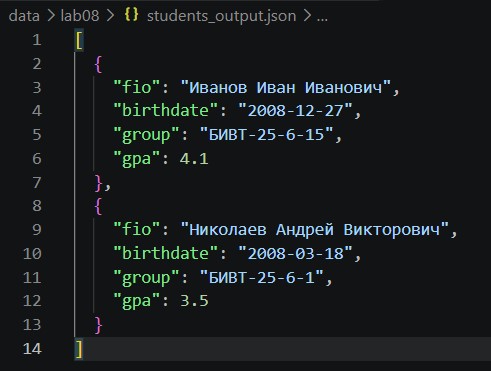 data > lab08 > {} students_output.json > ...
1 [
2 {
3 "fio": "Иванов Иван Иванович",
4 "birthdate": "2008-12-27",
5 "group": "БИВТ-25-6-15",
6 "gpa": 4.1
7 },
8 {
9 "fio": "Николаев Андрей Викторович",
10 "birthdate": "2008-03-18",
11 "group": "БИВТ-25-6-1",
12 "gpa": 3.5
13 }
14 ]